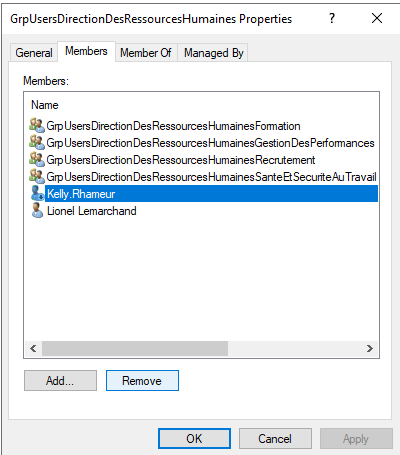 GrpUsersDirectionDesRessourcesHumaines Properties ? ×
General Members Member Of Managed By
Members:
Name
GrpUsersDirectionDesRessourcesHumainesFormation
GrpUsersDirectionDesRessourcesHumainesGestionDesPerformances
GrpUsersDirectionDesRessourcesHumainesRecrutement
GrpUsersDirectionDesRessourcesHumainesSanteEtSecuriteAuTravail
Kelly.Rhameur
Lionel Lemarchand
Add... Remove
OK Cancel Apply